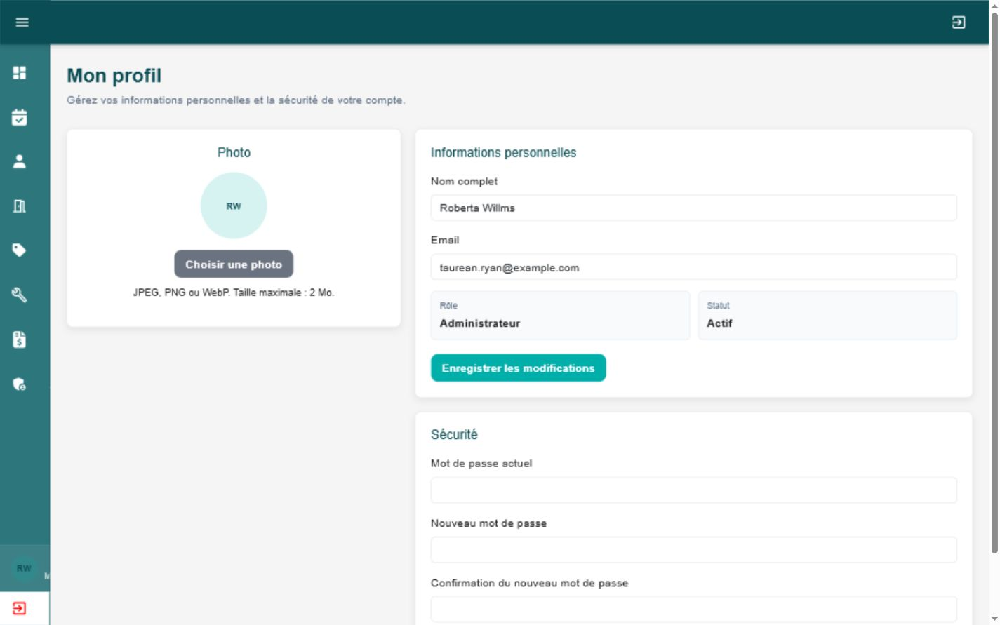 Mon profil
Gérez vos informations personnelles et la sécurité de votre compte.
Photo
RW
Choisir une photo
JPEG, PNG ou WebP. Taille maximale : 2 Mo.
Informations personnelles
Nom complet
Roberta Willms
Email
taurean.ryan@example.com
Rôle
Administrateur
Statut
Actif
Enregistrer les modifications
Sécurité
Mot de passe actuel
Nouveau mot de passe
Confirmation du nouveau mot de passe
RW
M